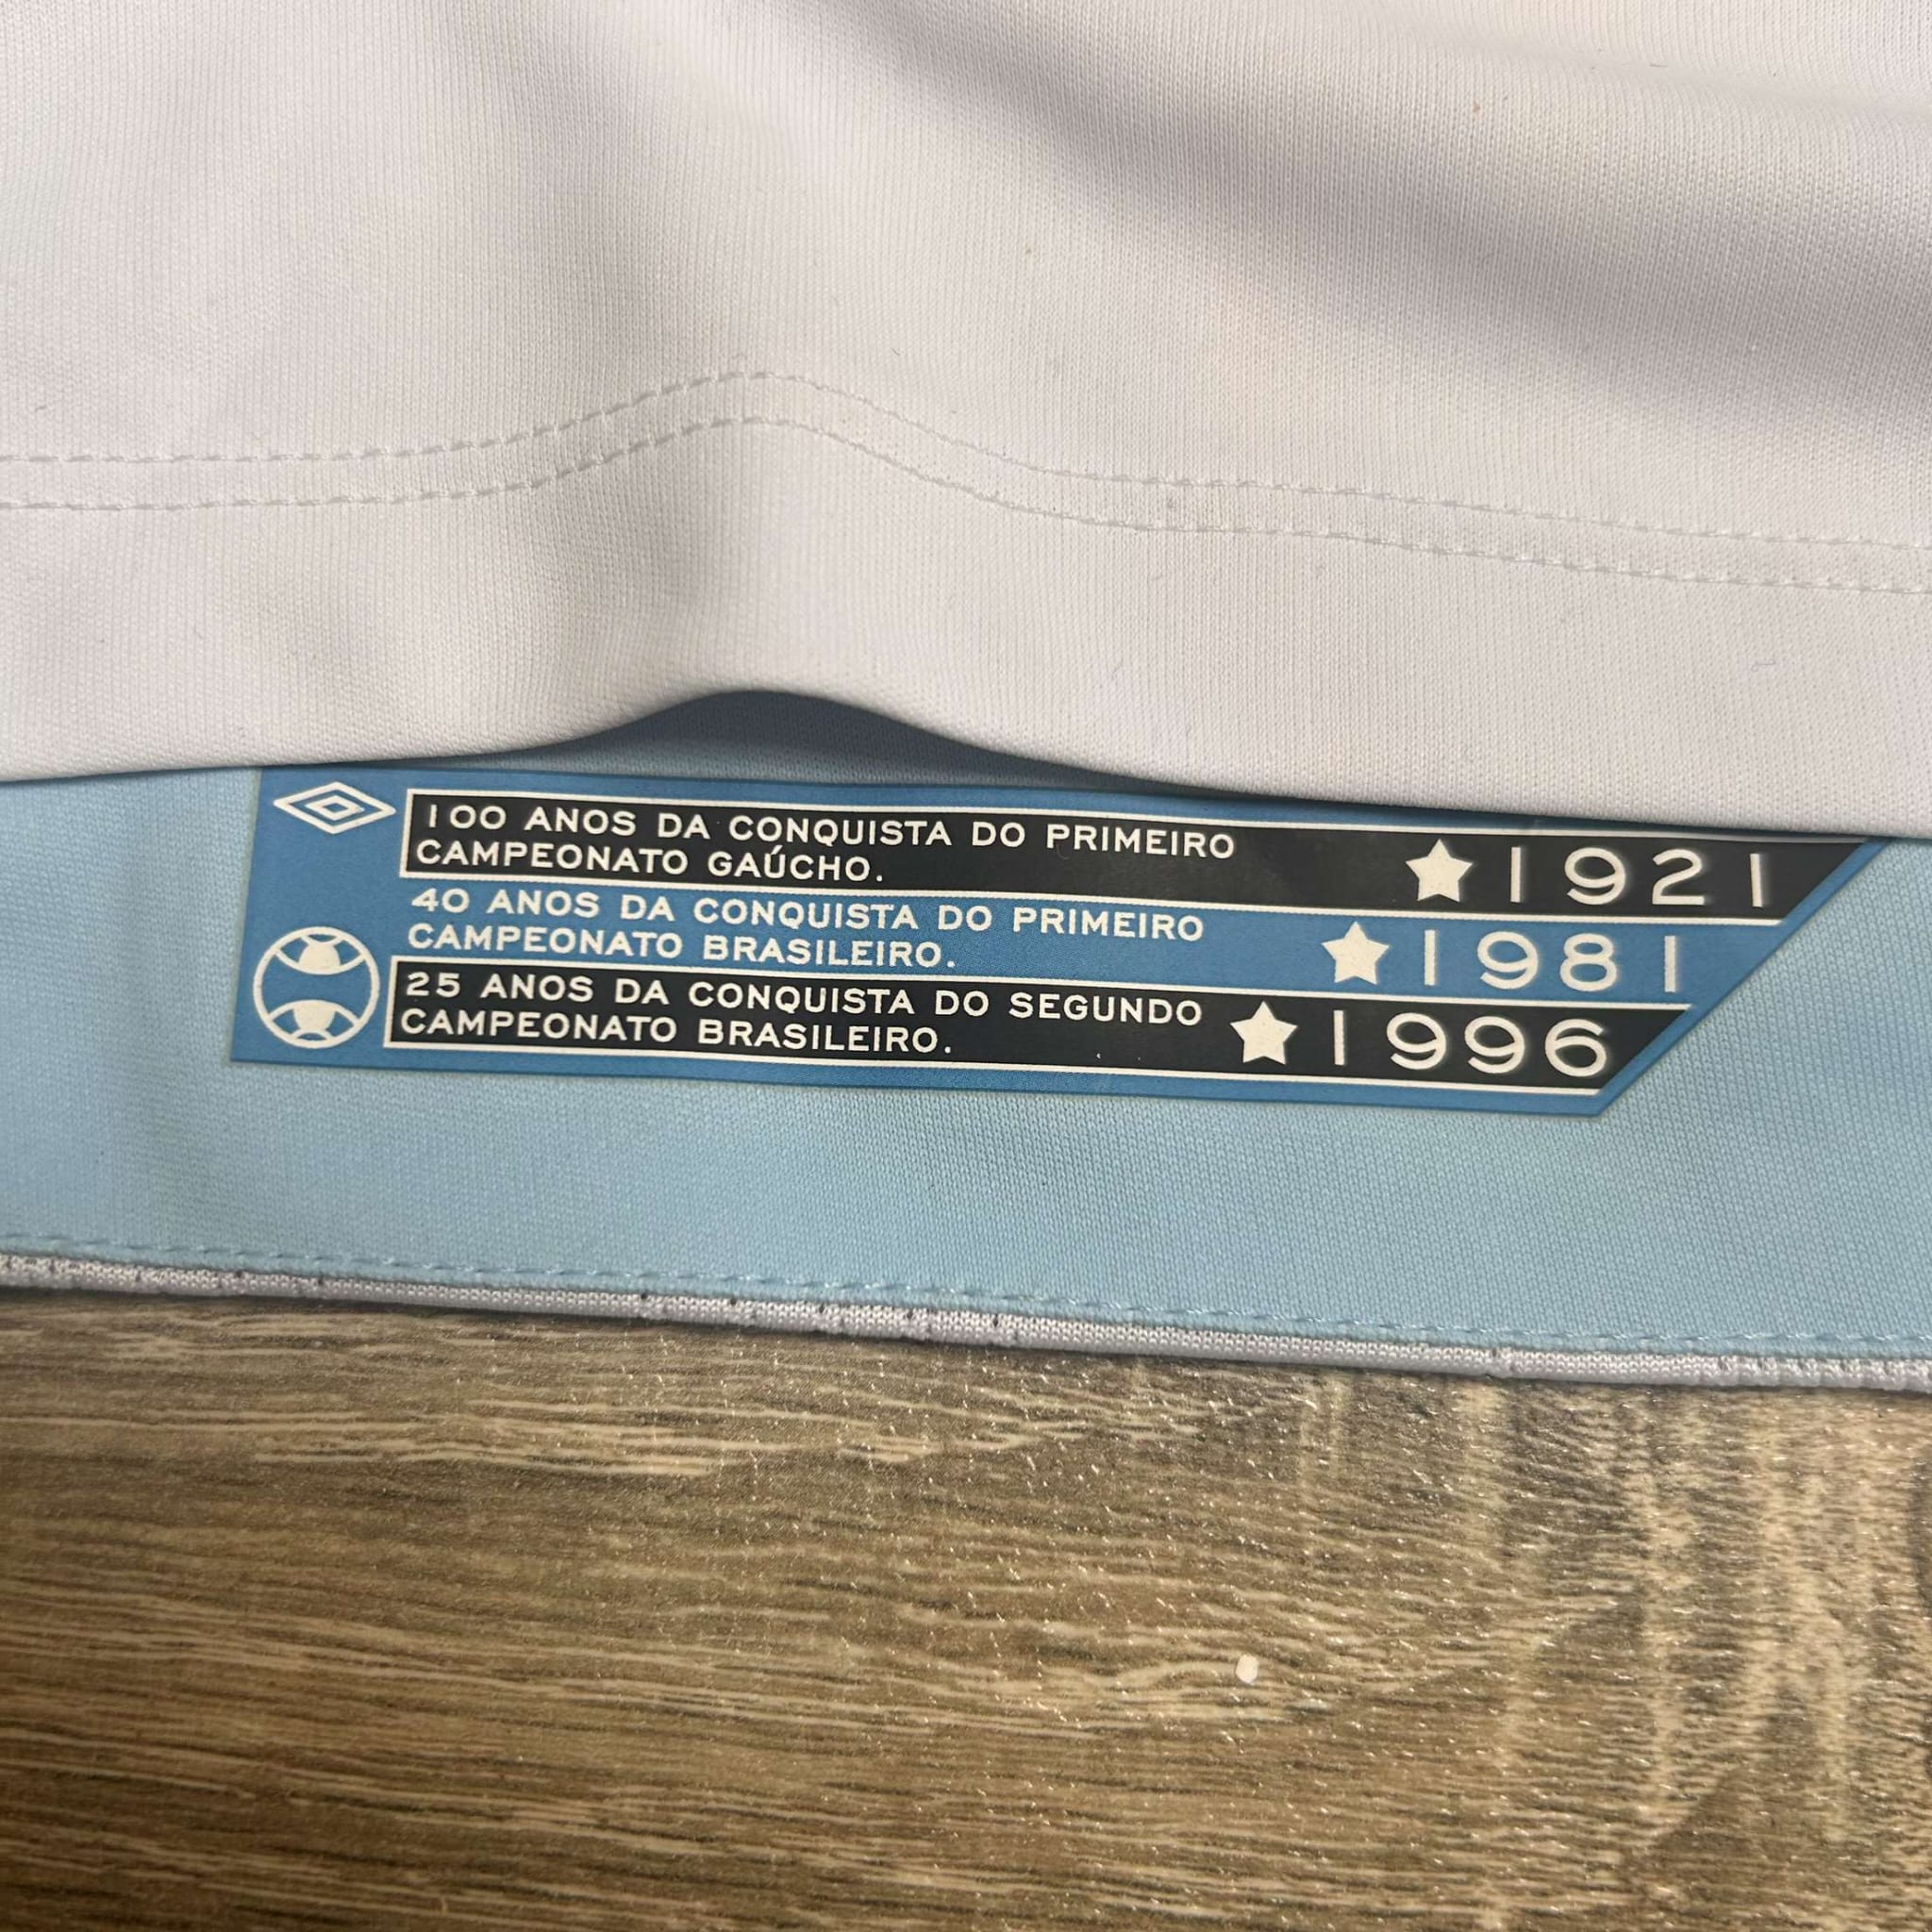 100 ANOS DA CONQUISTA DO PRIMEIRO
CAMPEONATO GAÚCHO.
1921
40 ANOS DA CONQUISTA DO PRIMEIRO
CAMPEONATO BRASILEIRO.
1981
25 ANOS DA CONQUISTA DO SEGUNDO
CAMPEONATO BRASILEIRO.
1996